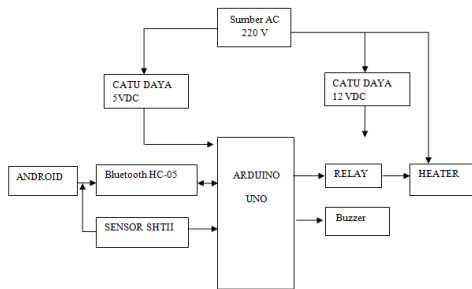 Sumber AC
220 V
CATU DAYA
5VDC
CATU DAYA
12 VDC
ANDROID
Bluetooth HC-05
ARDUINO
UNO
RELAY
HEATER
SENSOR SHTII
Buzzer